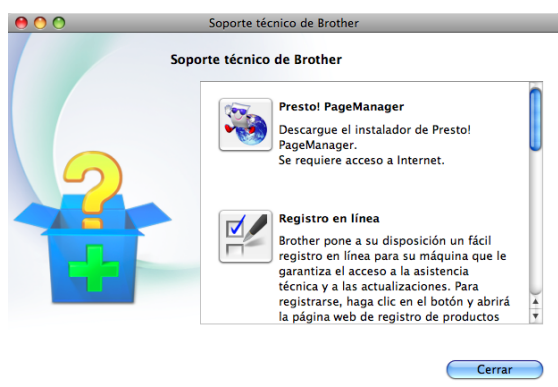 Soporte técnico de Brother
Soporte técnico de Brother
Presto! PageManager
Descargue el instalador de Presto!
PageManager.
Se requiere acceso a Internet.
Registro en línea
Brother pone a su disposición un fácil
registro en línea para su máquina que le
garantiza el acceso a la asistencia
técnica y a las actualizaciones. Para
registrarse, haga clic en el botón y abrirá
la página web de registro de productos
Cerrar